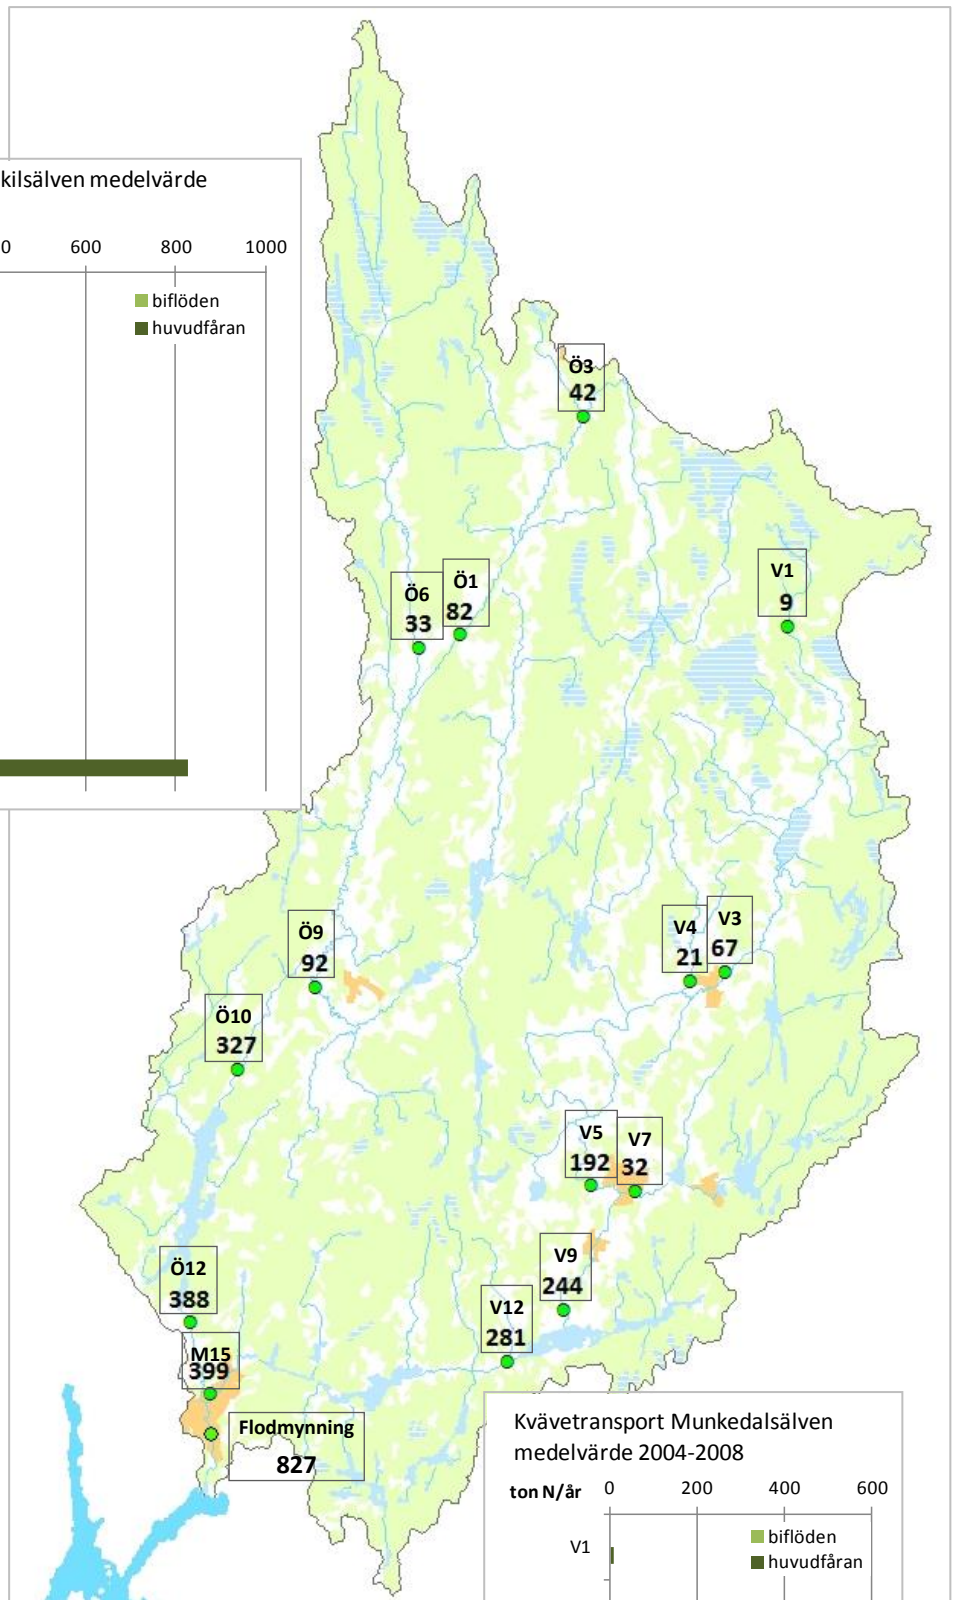 kilsälven medelvärde
0 600 800 1000
biflöden
huvudfåran
Ö3
42
V1
9
Ö6
33
Ö1
82
Ö9
92
V4
21
V3
67
Ö10
327
V5
192
V7
32
V9
244
Ö12
388
V12
281
M15
399
Flodmynning
827
Kvävetransport Munkedalsälven
medelvärde 2004-2008
ton N/år 0 200 400 600
V1
biflöden
huvudfåran